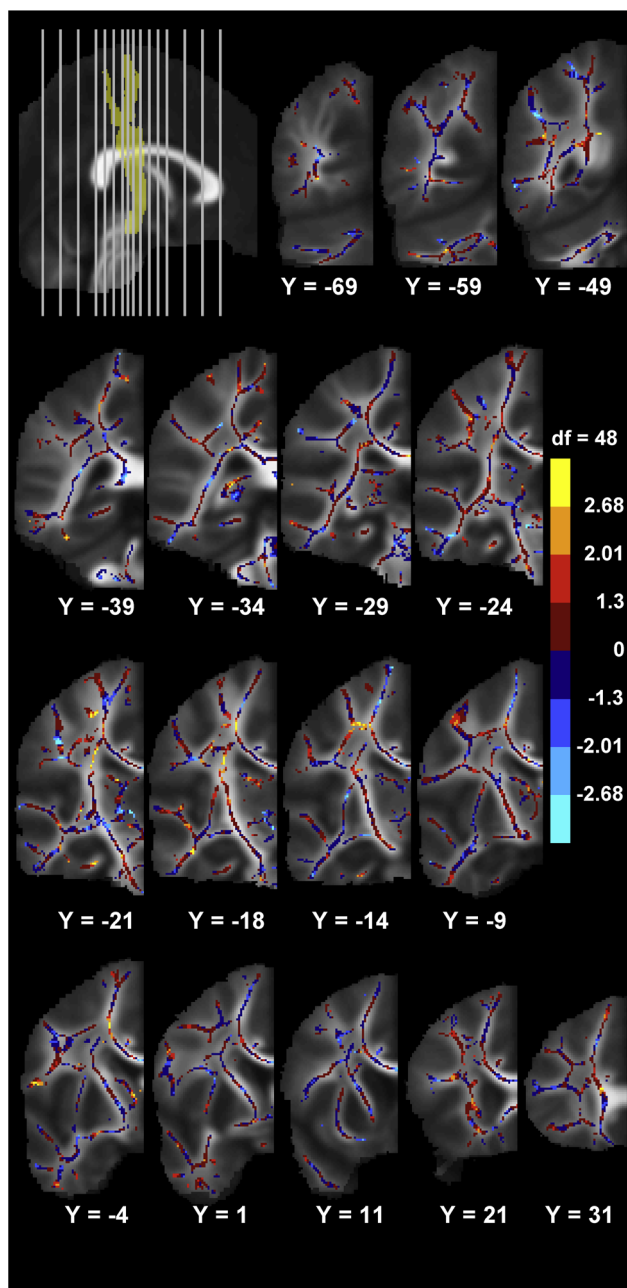 Y = -69 Y = -59 Y = -49
df = 48
2.68
2.01
1.3
0
-1.3
-2.01
-2.68
Y = -39 Y = -34 Y = -29 Y = -24
Y = -21 Y = -18 Y = -14 Y = -9
Y = -4 Y = 1 Y = 11 Y = 21 Y = 31